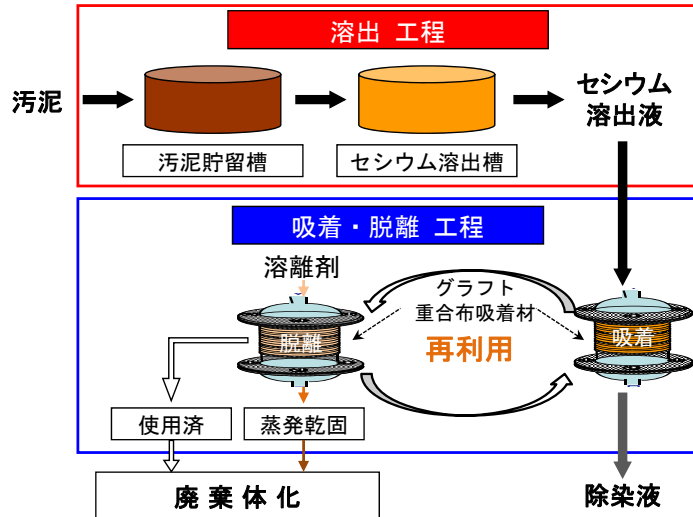 溶出 工程
汚泥
セシウム
溶出液
汚泥貯留槽
セシウム溶出槽
吸着・脱離 工程
溶離剤
グラフト
重合布吸着材
脱離
再利用
吸着
使用済
蒸発乾固
廃棄体化
除染液